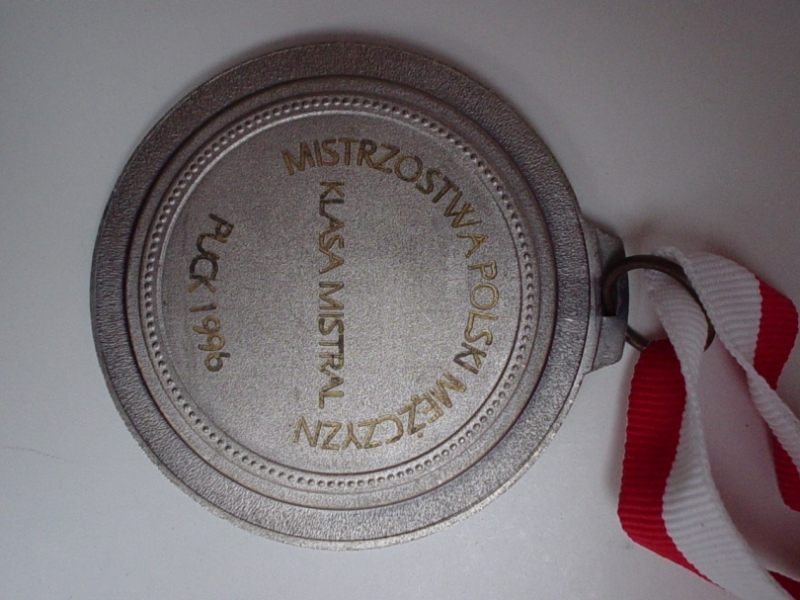 MISTRZOSTWA POLSKI MĘŻCZYZN
KLASA MISTRAL
PUCK 1996